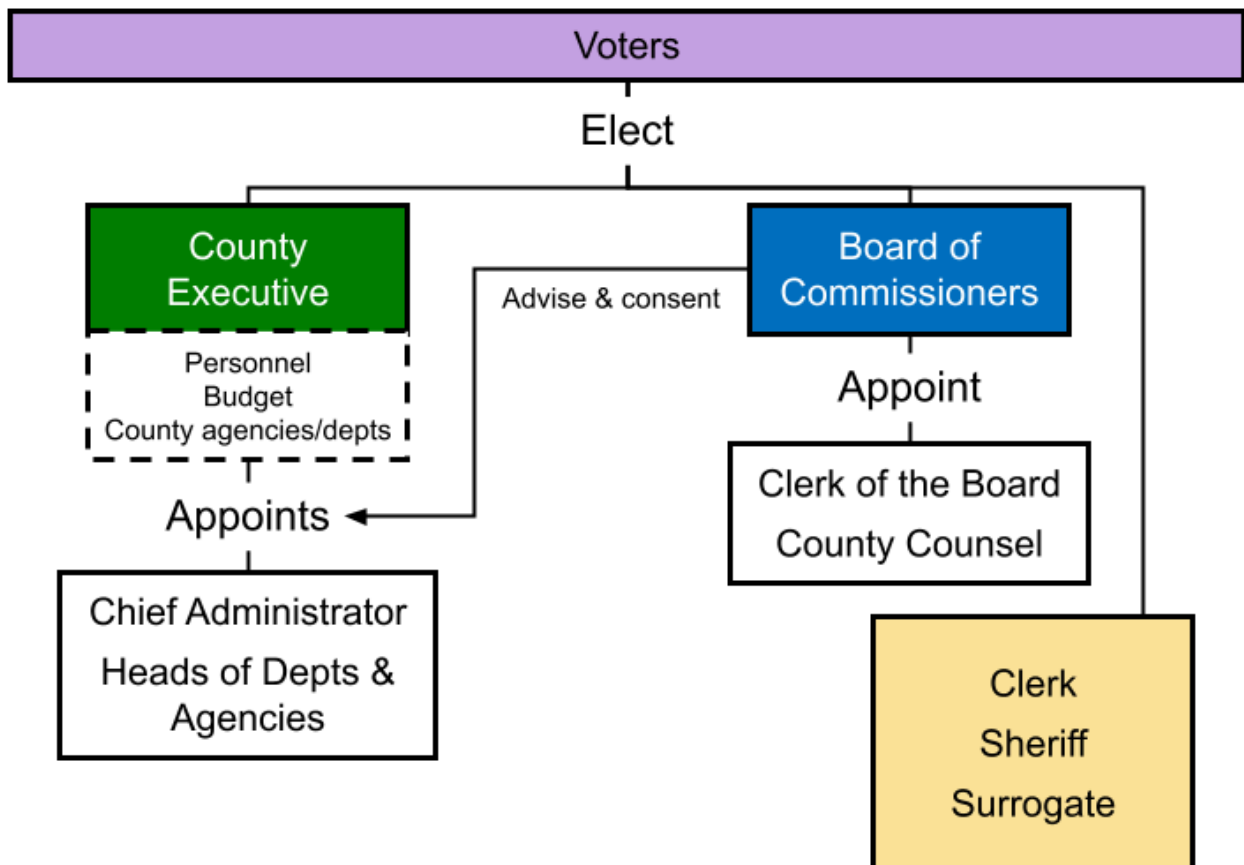 Voters
Elect
County
Executive
Board of
Commissioners
Advise & consent
Personnel
Budget
County agencies/depts
Appoint
Appoints
Clerk of the Board
County Counsel
Chief Administrator
Heads of Depts &
Agencies
Clerk
Sheriff
Surrogate